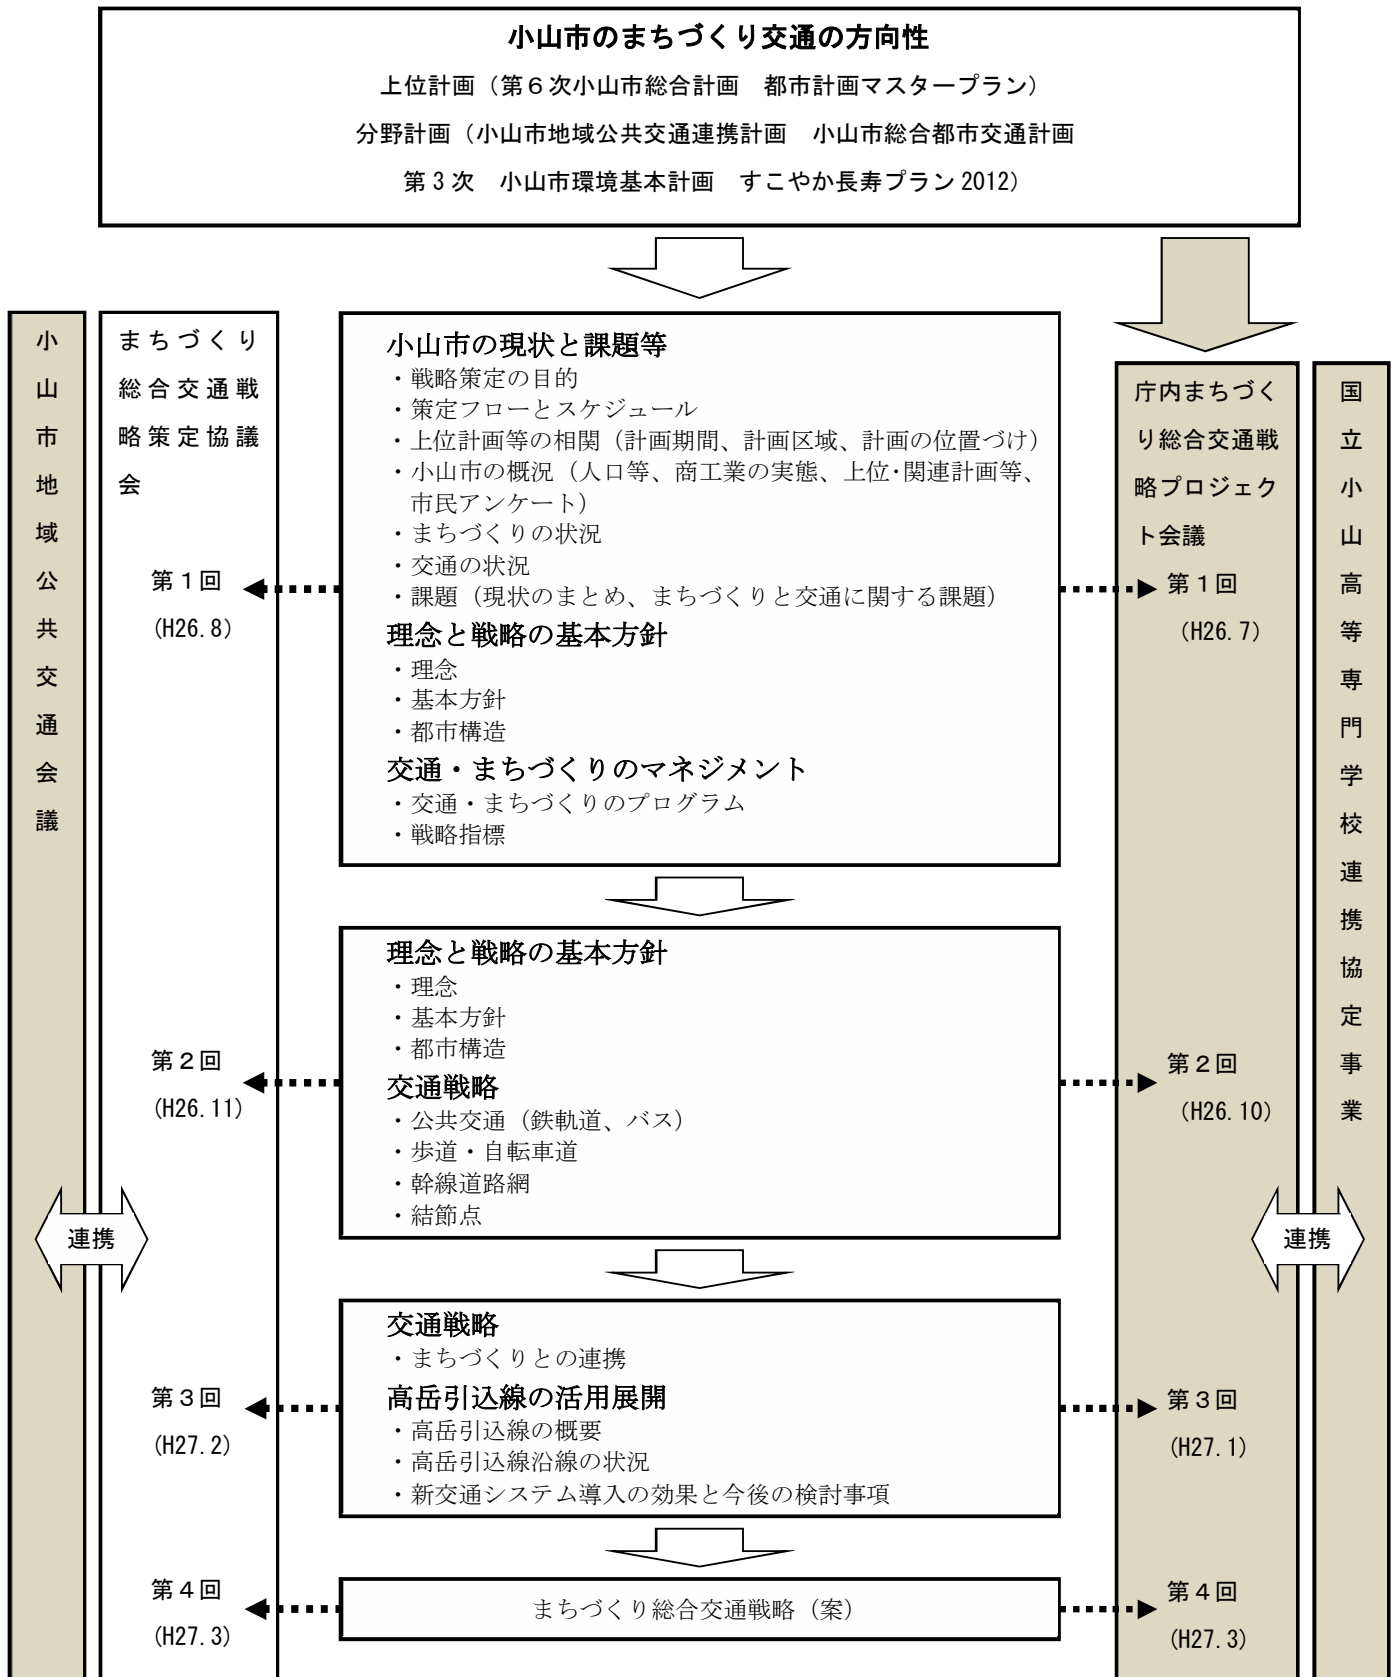 小山市のまちづくり交通の方向性
上位計画（第６次小山市総合計画　都市計画マスタープラン）
分野計画（小山市地域公共交通連携計画　小山市総合都市交通計画
第３次　小山市環境基本計画　すこやか長寿プラン2012）
小山市地域公共交通会議
まちづくり
総合交通戦
略策定協議
会
第１回
(H26.8)
第２回
(H26.11)
連携
第３回
(H27.2)
第４回
(H27.3)
小山市の現状と課題等
・戦略策定の目的
・策定フローとスケジュール
・上位計画等の相関（計画期間、計画区域、計画の位置づけ）
・小山市の概況（人口等、商工業の実態、上位・関連計画等、
市民アンケート）
・まちづくりの状況
・交通の状況
・課題（現状のまとめ、まちづくりと交通に関する課題）
理念と戦略の基本方針
・理念
・基本方針
・都市構造
交通・まちづくりのマネジメント
・交通・まちづくりのプログラム
・戦略指標
理念と戦略の基本方針
・理念
・基本方針
・都市構造
交通戦略
・公共交通（鉄軌道、バス）
・歩道・自転車道
・幹線道路網
・結節点
交通戦略
・まちづくりとの連携
高岳引込線の活用展開
・高岳引込線の概要
・高岳引込線沿線の状況
・新交通システム導入の効果と今後の検討事項
まちづくり総合交通戦略（案）
庁内まちづく
り総合交通戦
略プロジェク
ト会議
第１回
(H26.7)
第２回
(H26.10)
連携
第３回
(H27.1)
第４回
(H27.3)
国立小山高等専門学校連携協定事業